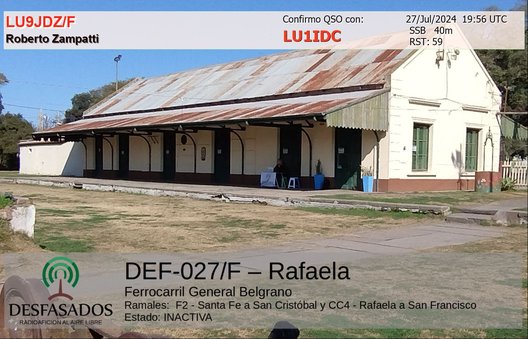 LU9JDZ/F
Roberto Zampatti
Confirmo QSO con:
LU1IDC
27/Jul/2024 19:56 UTC
SSB 40m
RST: 59
DEF-027/F – Rafaela
Ferrocarril General Belgrano
Ramales: F2 - Santa Fe a San Cristóbal y CC4 - Rafaela a San Francisco
Estado: INACTIVA
DESFASADOS
RADIOAFICION AL AIRE LIBRE